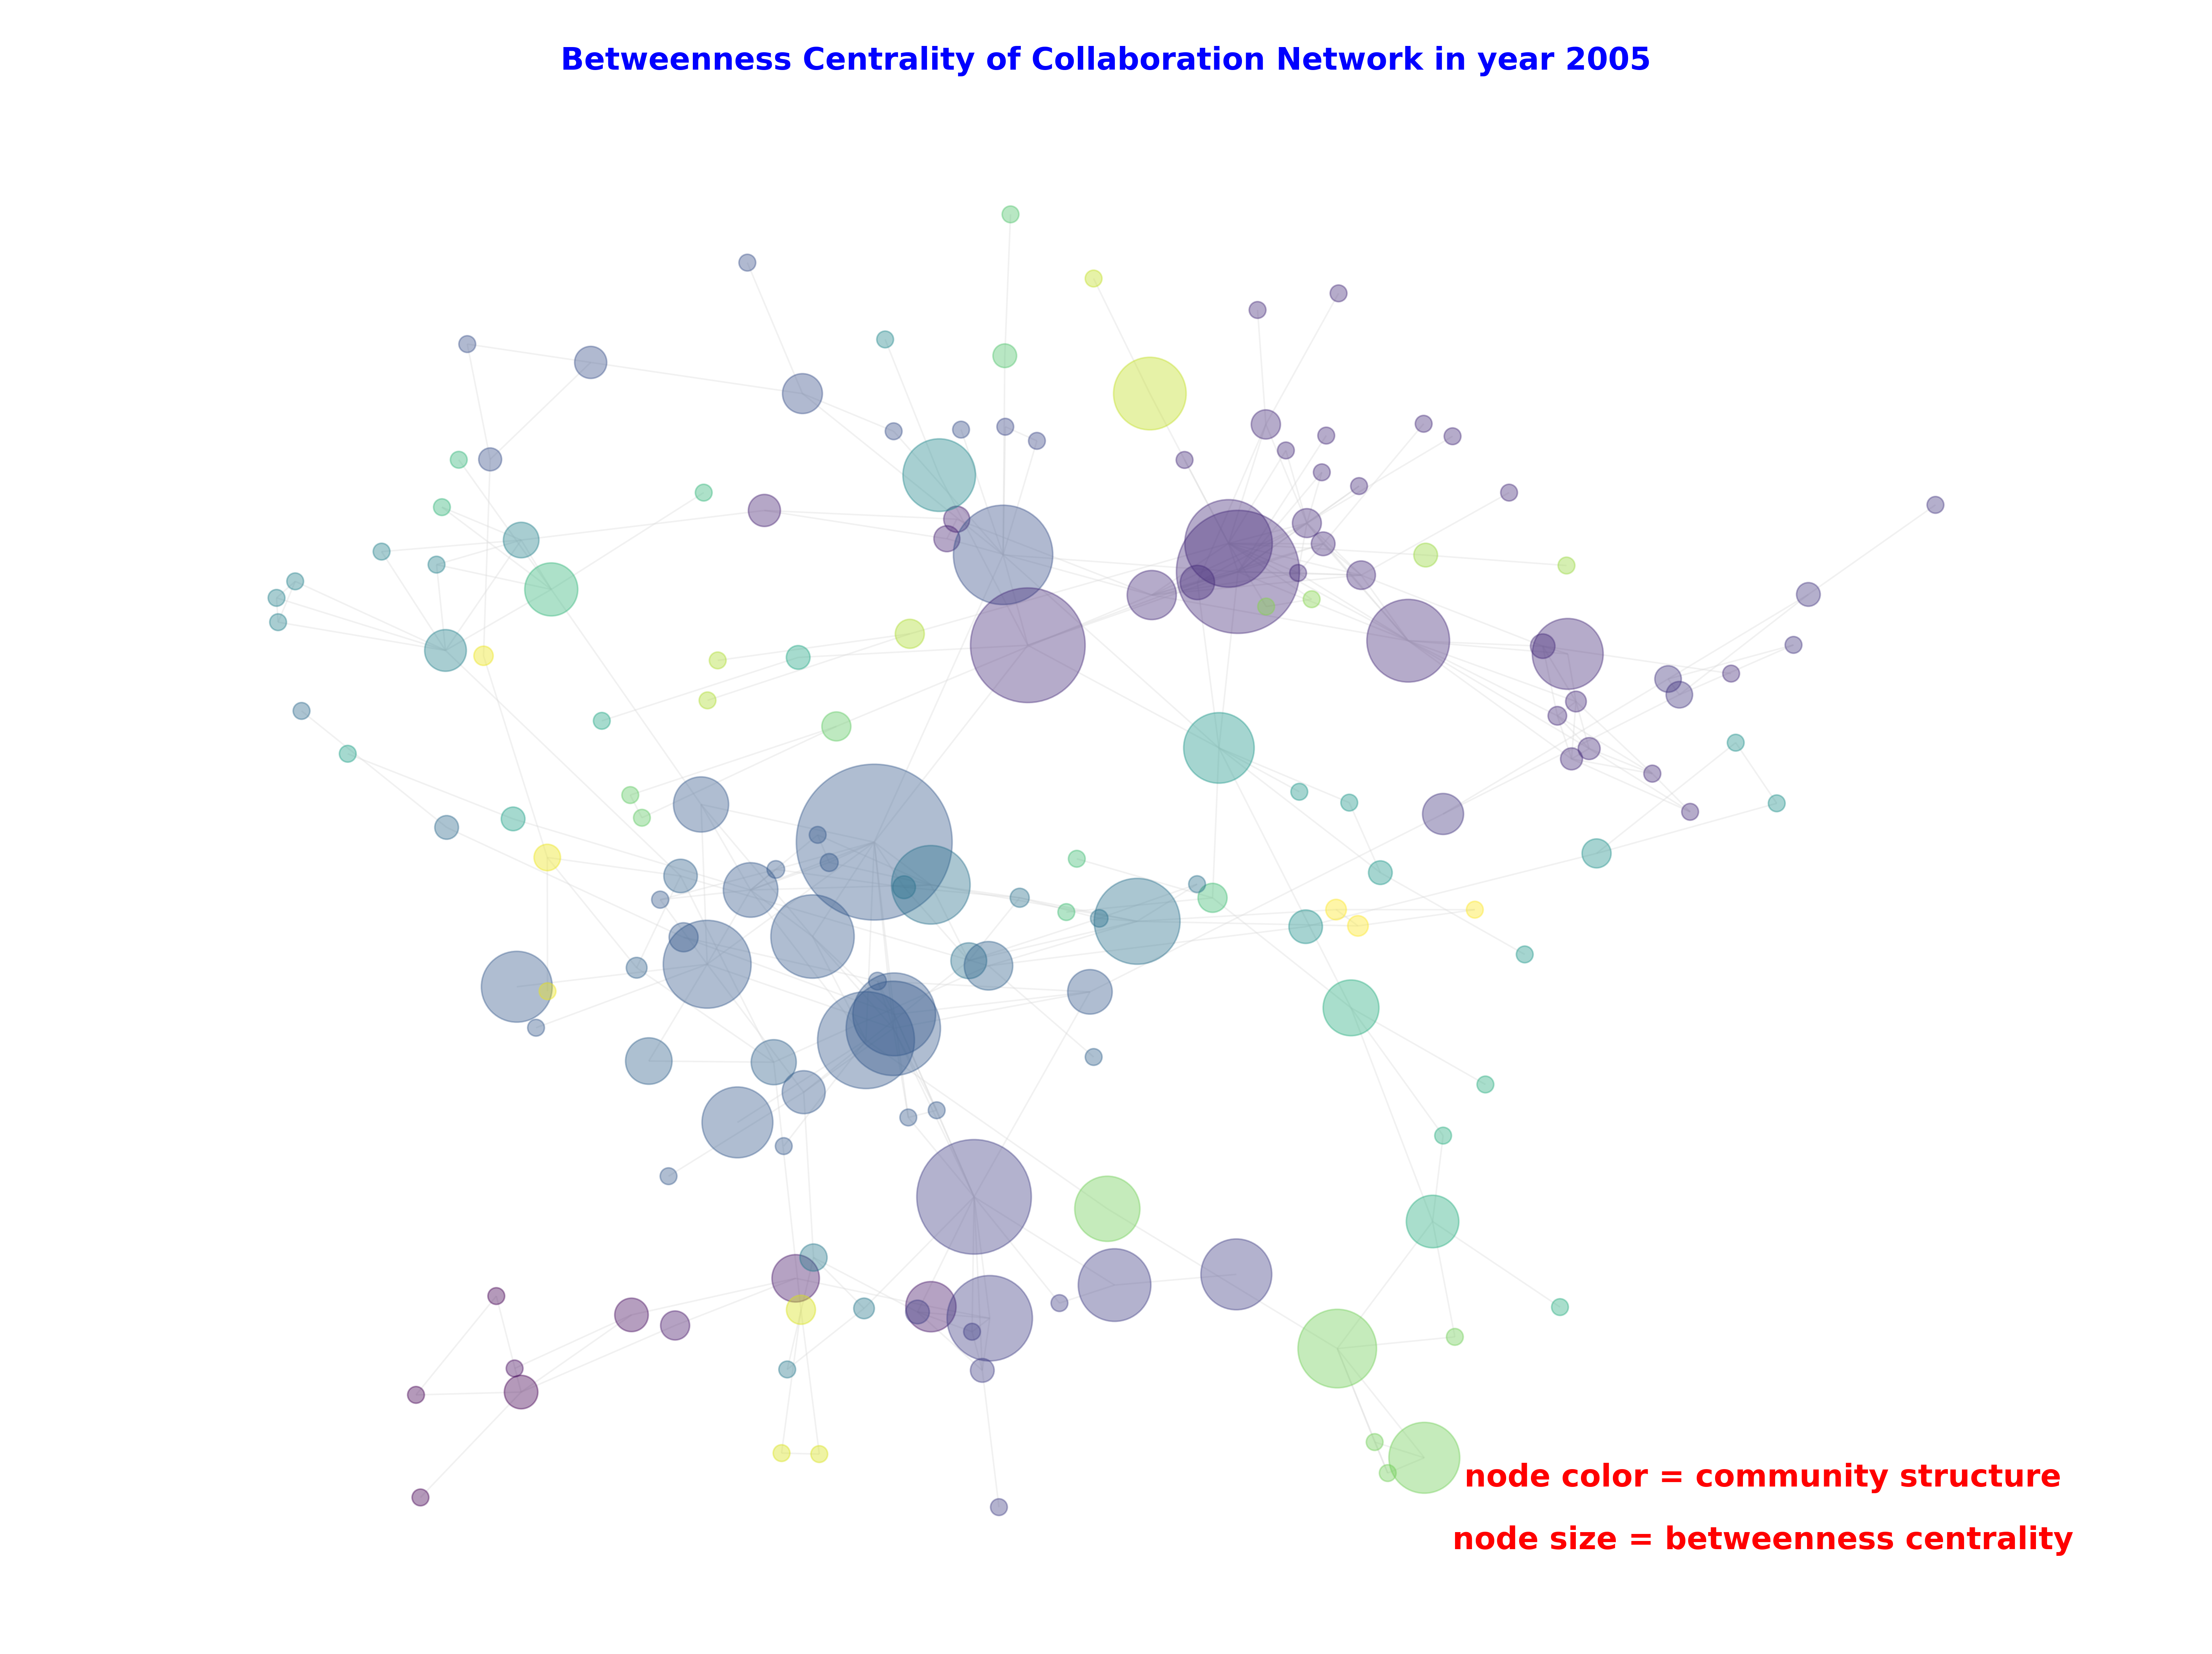 Betweenness Centrality of Collaboration Network in year 2005
node color = community structure
node size = betweenness centrality